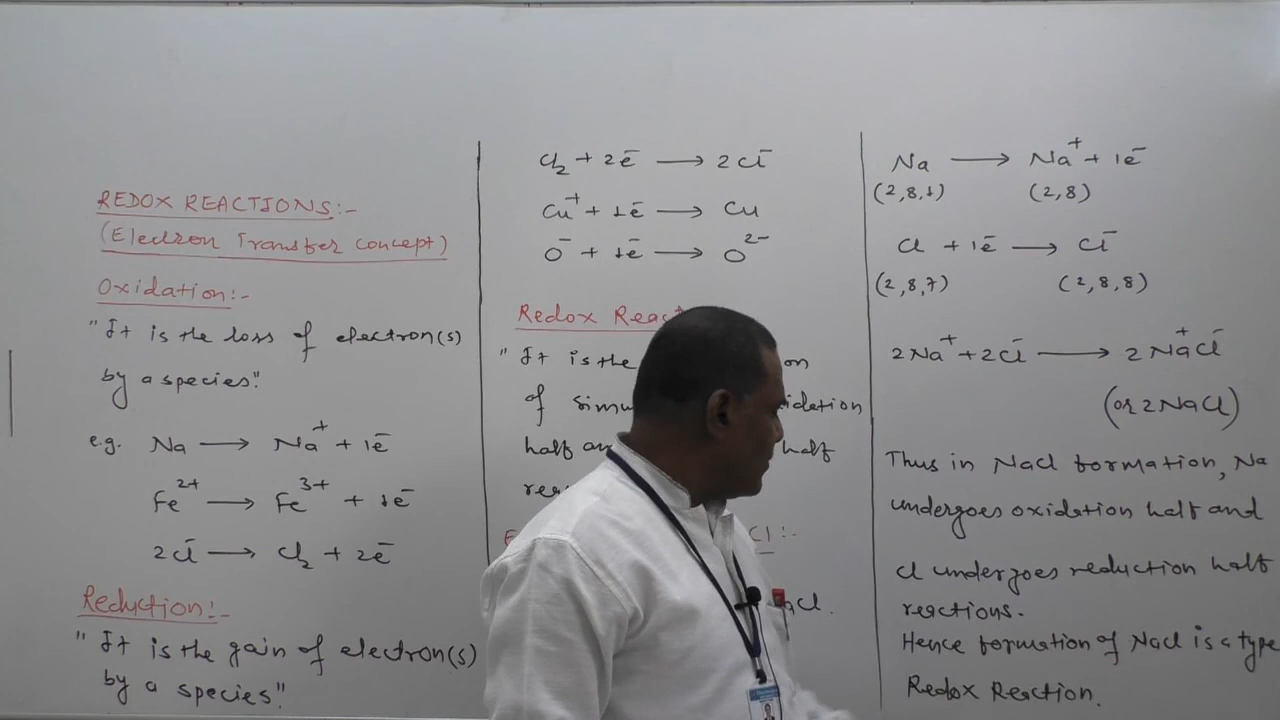 REDOX REACTIONS:-
(Electron Transfer concept)
Oxidation:-
"It is the loss of electron(s)
by a species."
e.g. Na ⟶ Na⁺ + 1e⁻
Fe²⁺ ⟶ Fe³⁺ + 1e⁻
2Cl⁻ ⟶ Cl₂ + 2e⁻
Reduction:-
"It is the gain of electron(s)
by a species."
Cl₂ + 2e⁻ ⟶ 2Cl⁻
Cu⁺ + 1e⁻ ⟶ Cu
O⁻ + 1e⁻ ⟶ O²⁻
Redox
"It is the
of
half half
Cl:-
Na ⟶ Na⁺ + 1e⁻
(2,8,1) (2,8)
Cl + 1e⁻ ⟶ Cl⁻
(2,8,7) (2,8,8)
2Na⁺ + 2Cl⁻ ⟶ 2Na⁺Cl⁻
(or 2NaCl)
Thus in NaCl formation, Na
undergoes oxidation half and
Cl undergoes reduction half
reactions.
Hence formation of NaCl is a type
Redox Reaction.